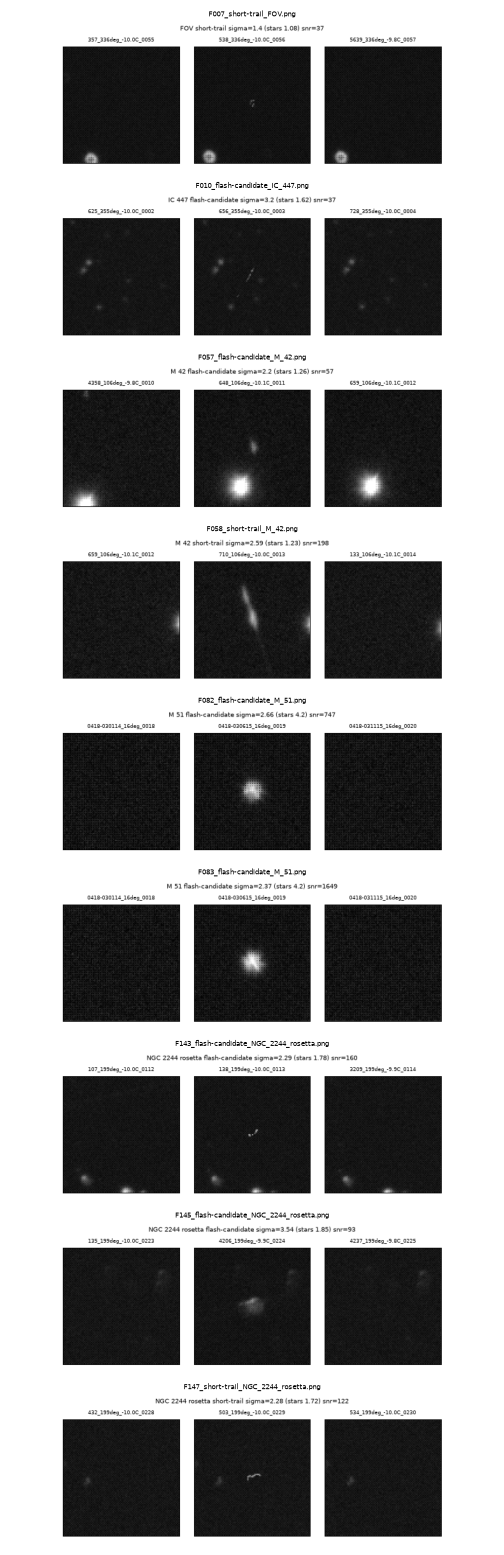 F007_short-trail_FOV.png
FOV short-trail sigma=1.4 (stars 1.08) snr=37
357_336deg_-10.0C_0055 538_336deg_-10.0C_0056 5639_336deg_-9.8C_0057
F010_flash-candidate_IC_447.png
IC 447 flash-candidate sigma=3.2 (stars 1.62) snr=37
625_355deg_-10.0C_0002 656_355deg_-10.0C_0003 728_355deg_-10.0C_0004
F057_flash-candidate_M_42.png
M 42 flash-candidate sigma=2.2 (stars 1.26) snr=57
4358_106deg_-9.8C_0010 648_106deg_-10.1C_0011 659_106deg_-10.1C_0012
F058_short-trail_M_42.png
M 42 short-trail sigma=2.59 (stars 1.23) snr=198
659_106deg_-10.1C_0012 710_106deg_-10.0C_0013 133_106deg_-10.1C_0014
F082_flash-candidate_M_51.png
M 51 flash-candidate sigma=2.66 (stars 4.2) snr=747
0418-030114_16deg_0018 0418-030615_16deg_0019 0418-031115_16deg_0020
F083_flash-candidate_M_51.png
M 51 flash-candidate sigma=2.37 (stars 4.2) snr=1649
0418-030114_16deg_0018 0418-030615_16deg_0019 0418-031115_16deg_0020
F143_flash-candidate_NGC_2244_rosetta.png
NGC 2244 rosetta flash-candidate sigma=2.29 (stars 1.78) snr=160
107_199deg_-10.0C_0112 138_199deg_-10.0C_0113 3209_199deg_-9.9C_0114
F145_flash-candidate_NGC_2244_rosetta.png
NGC 2244 rosetta flash-candidate sigma=3.54 (stars 1.85) snr=93
135_199deg_-10.0C_0223 4206_199deg_-9.9C_0224 4237_199deg_-9.8C_0225
F147_short-trail_NGC_2244_rosetta.png
NGC 2244 rosetta short-trail sigma=2.28 (stars 1.72) snr=122
432_199deg_-10.0C_0228 503_199deg_-10.0C_0229 534_199deg_-10.0C_0230